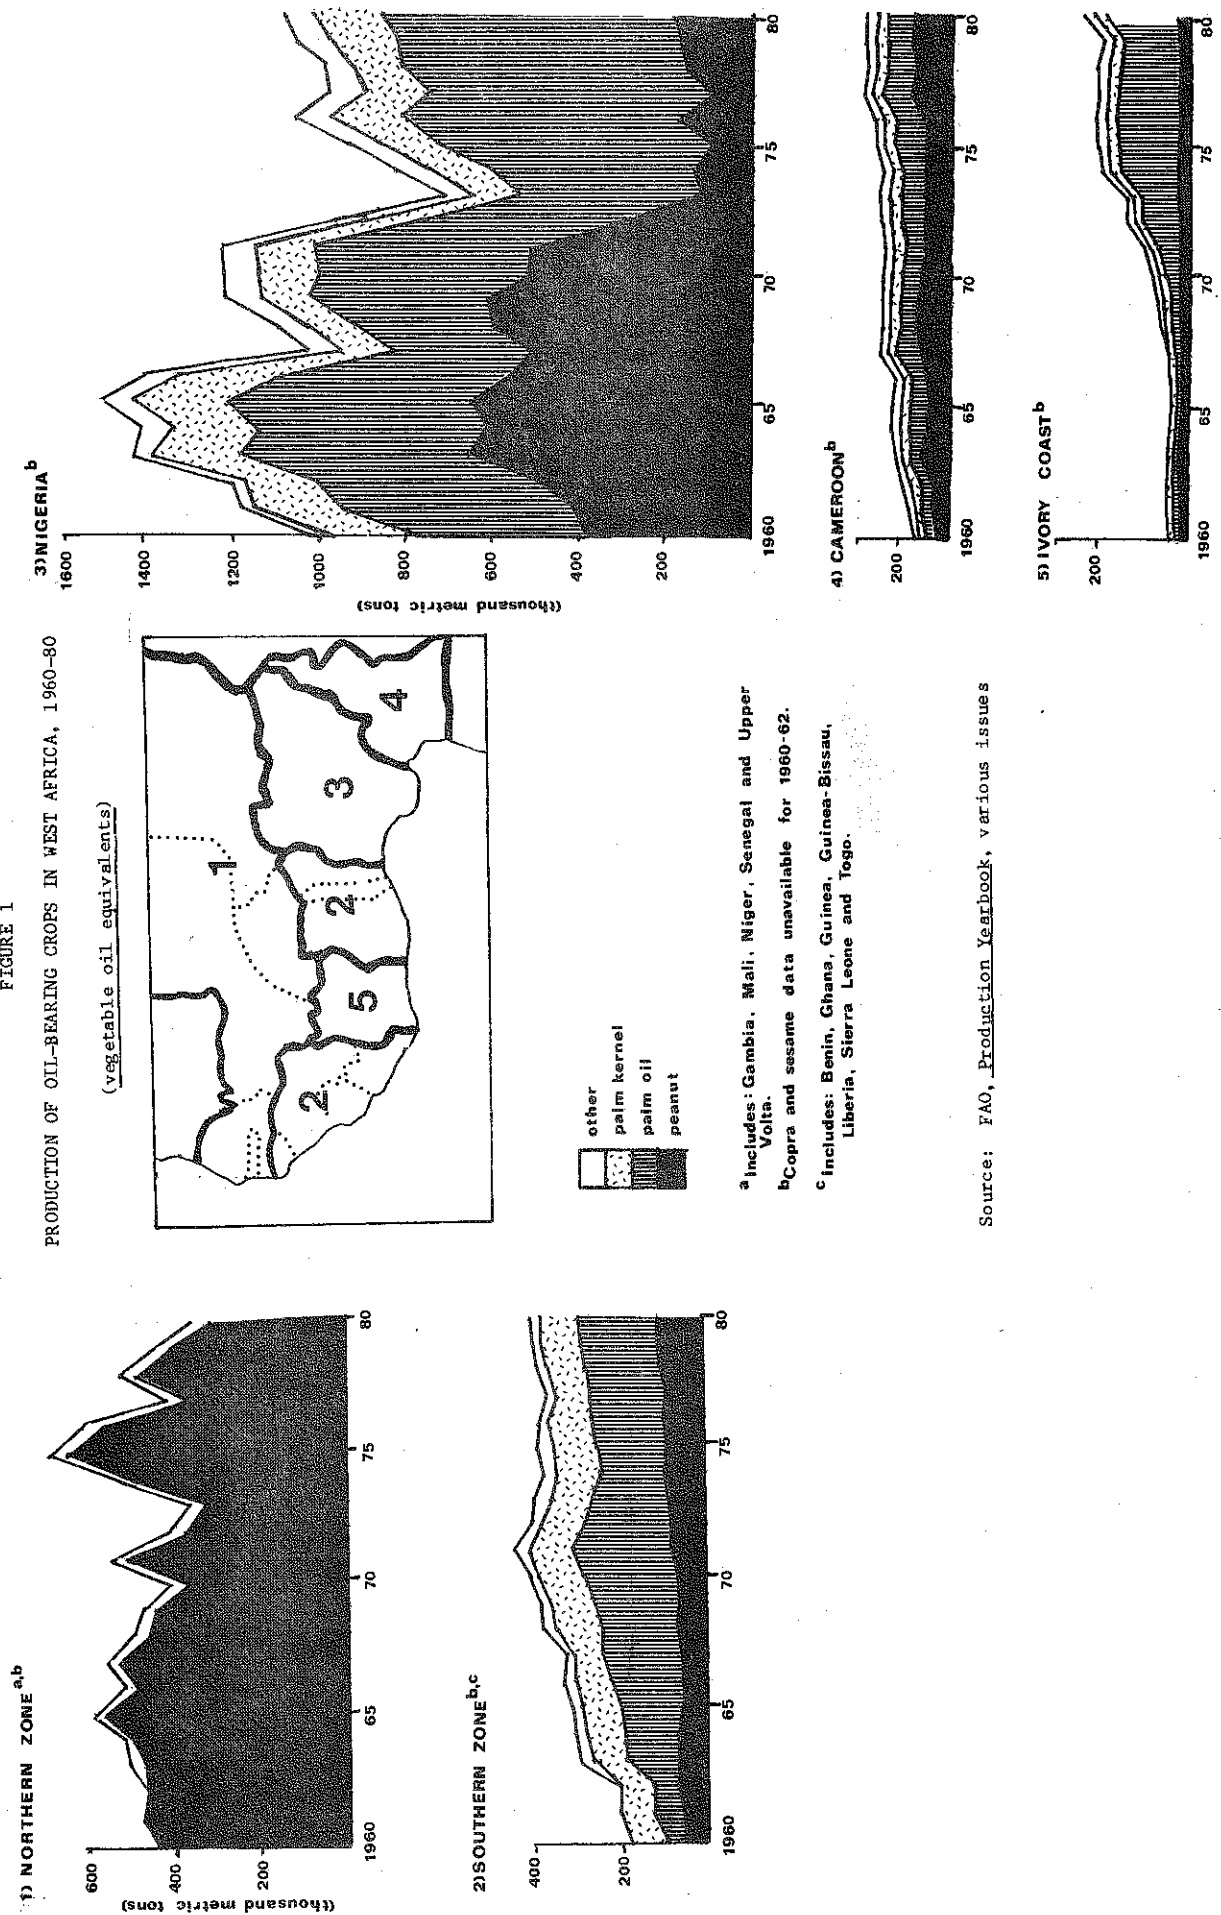 FIGURE 1
PRODUCTION OF OIL-BEARING CROPS IN WEST AFRICA, 1960-80
(vegetable oil equivalents)
1) NORTHERN ZONE a,b
600
400
200
(thousand metric tons)
1960
65
70
75
80
2)SOUTHERN ZONE b,c
400
200
1960
65
70
75
80
1
2
2
3
4
5
other
palm kernel
palm oil
peanut
a Includes: Gambia, Mali, Niger, Senegal and Upper
Volta.
b Copra and sesame data unavailable for 1960-62.
c Includes: Benin, Ghana, Guinea, Guinea-Bissau,
Liberia, Sierra Leone and Togo.
Source: FAO, Production Yearbook, various issues
3)NIGERIA b
1600
1400
1200
1000
800
600
400
200
(thousand metric tons)
1960
65
70
75
80
4) CAMEROON b
200
1960
65
70
75
80
5) IVORY COAST b
200
1960
65
70
75
80